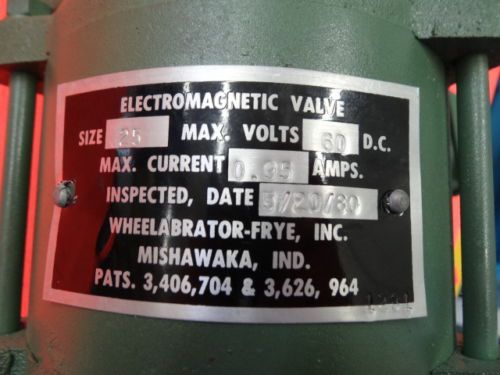 ELECTROMAGNETIC VALVE
SIZE 25 MAX. VOLTS 60 D.C.
MAX. CURRENT 0.95 AMPS.
INSPECTED, DATE 3/20/80
WHEELABRATOR-FRYE, INC.
MISHAWAKA, IND.
PATS. 3,406,704 & 3,626, 964